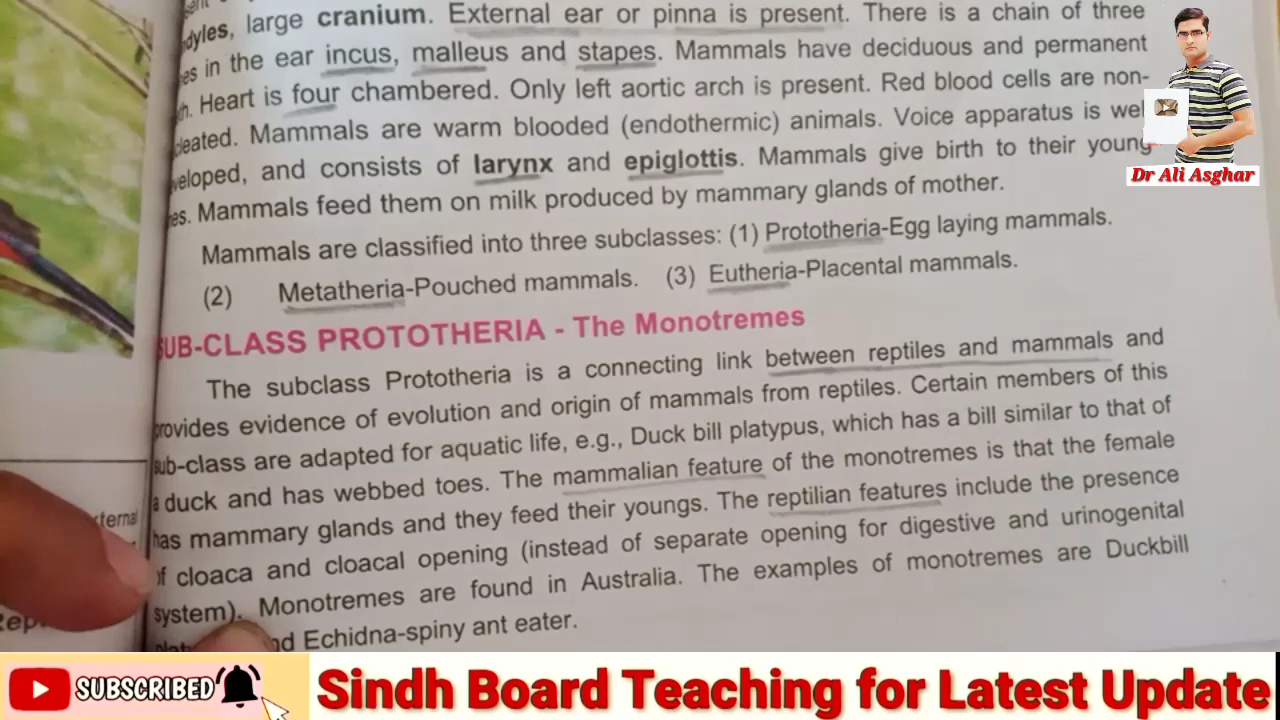 dyles, large cranium. External ear or pinna is present. There is a chain of three
es in the ear incus, malleus and stapes. Mammals have deciduous and permanent
h. Heart is four chambered. Only left aortic arch is present. Red blood cells are non-
cleated. Mammals are warm blooded (endothermic) animals. Voice apparatus is wel
veloped, and consists of larynx and epiglottis. Mammals give birth to their young
es. Mammals feed them on milk produced by mammary glands of mother.
Mammals are classified into three subclasses: (1) Prototheria-Egg laying mammals.
(2) Metatheria-Pouched mammals. (3) Eutheria-Placental mammals.
SUB-CLASS PROTOTHERIA - The Monotremes
The subclass Prototheria is a connecting link between reptiles and mammals and
provides evidence of evolution and origin of mammals from reptiles. Certain members of this
sub-class are adapted for aquatic life, e.g., Duck bill platypus, which has a bill similar to that of
a duck and has webbed toes. The mammalian feature of the monotremes is that the female
has mammary glands and they feed their youngs. The reptilian features include the presence
of cloaca and cloacal opening (instead of separate opening for digestive and urinogenital
system). Monotremes are found in Australia. The examples of monotremes are Duckbill
nd Echidna-spiny ant eater.
ternal
Rep
Dr Ali Asghar
SUBSCRIBED
Sindh Board Teaching for Latest Update